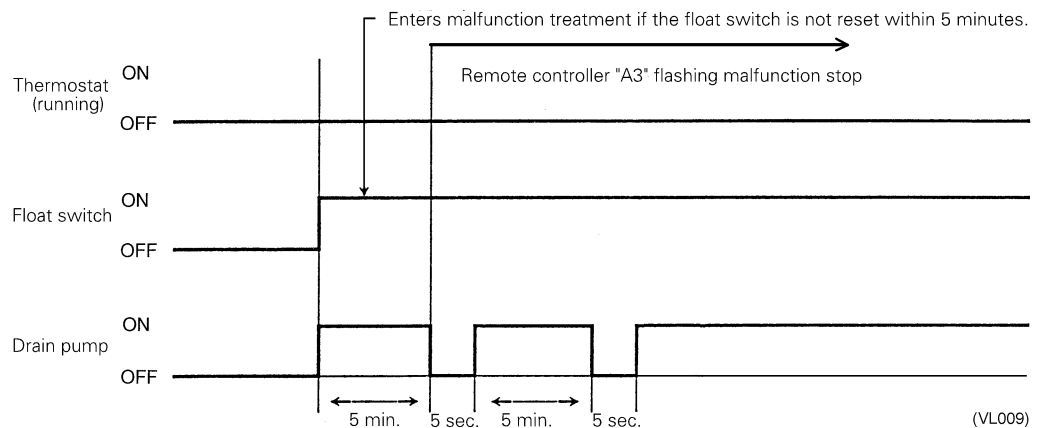 Enters malfunction treatment if the float switch is not reset within 5 minutes.
Remote controller "A3" flashing malfunction stop
Thermostat
(running)
ON
OFF
Float switch
ON
OFF
Drain pump
ON
OFF
5 min.
5 sec.
5 min.
5 sec.
(VL009)